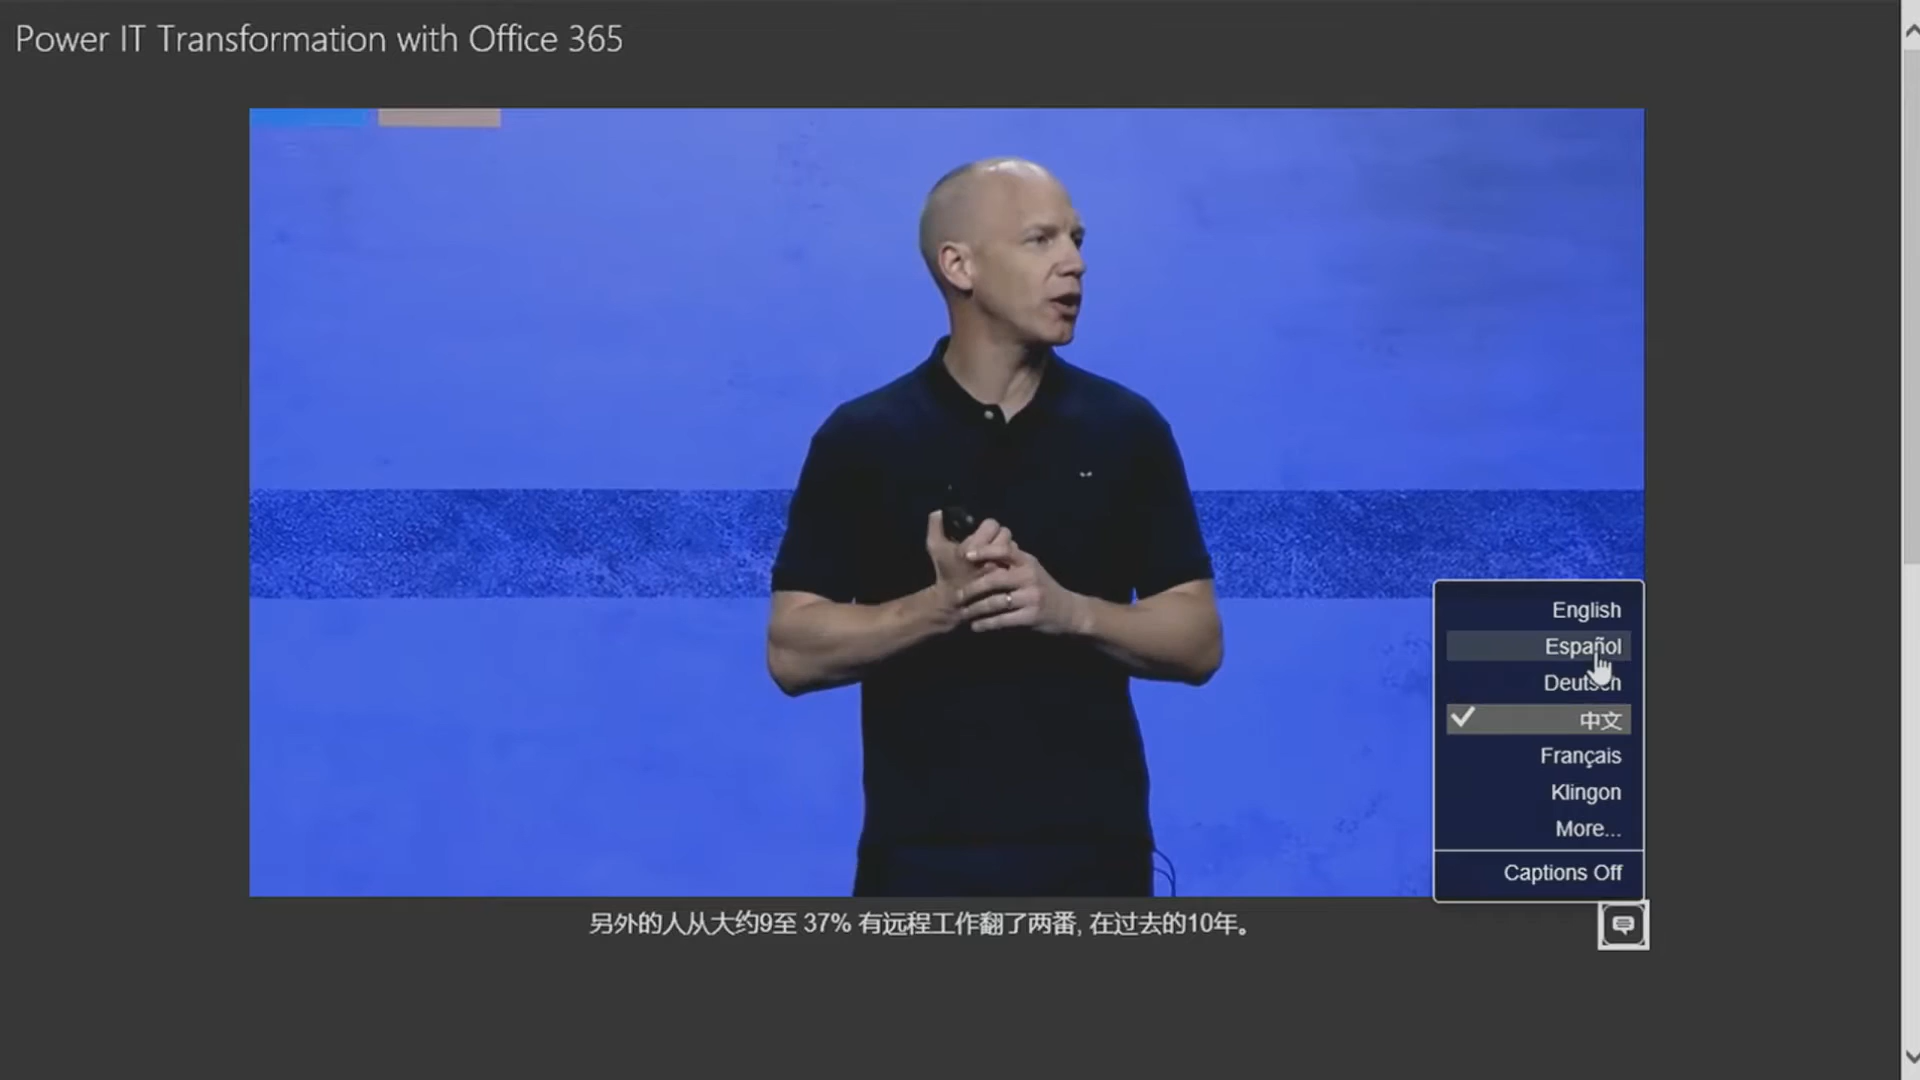 Power IT Transformation with Office 365
English
Español
Deutsch
中文
Français
Klingon
More...
Captions Off
另外的人从大约9至 37% 有远程工作翻了两番, 在过去的10年。